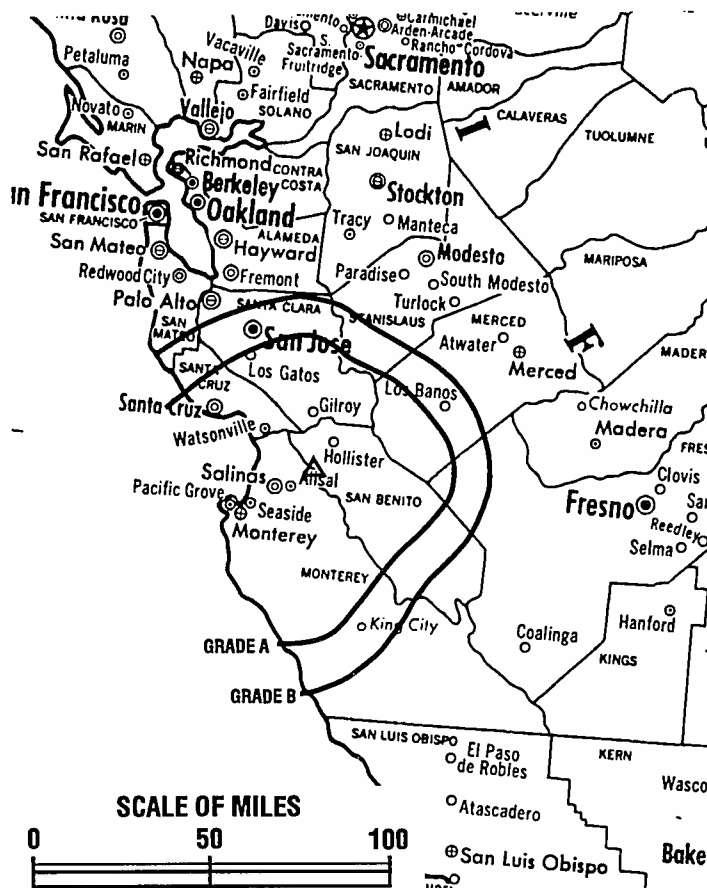 Petaluma
Napa
Vacaville
Davis
S.
Sacramento-
Fruitridge
Carmichael
Arden-Arcade
Rancho Cordova
Sacramento
SACRAMENTO
AMADOR
Fairfield
SOLANO
Novato
MARIN
Vallejo
CALAVERAS
TUOLUMNE
Lodi
SAN JOAQUIN
San Rafael
Richmond
CONTRA
COSTA
Berkeley
Stockton
SAN FRANCISCO
Oakland
Tracy
Manteca
ALAMEDA
San Mateo
Hayward
Modesto
MARIPOSA
Redwood City
Fremont
Paradise
South Modesto
Turlock
Palo Alto
SANTA CLARA
STANISLAUS
SAN
MATEO
San Jose
MERCED
Atwater
Merced
SANTA
CRUZ
Los Gatos
Los Banos
Chowchilla
Santa Cruz
Gilroy
Madera
Watsonville
Hollister
Clovis
Salinas
Alisal
Pacific Grove
SAN BENITO
Fresno
Seaside
Monterey
Reedley
Selma
MONTEREY
King City
Hanford
GRADE A
Coalinga
KINGS
GRADE B
SAN LUIS OBISPO
El Paso
de Robles
KERN
Atascadero
SCALE OF MILES
0 50 100
San Luis Obispo